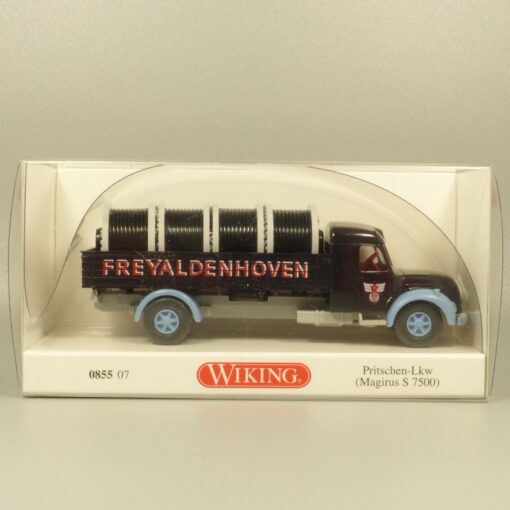 FREYALDENHOVEN
0855 07
WIKING
Pritschen-Lkw
(Magirus S 7500)